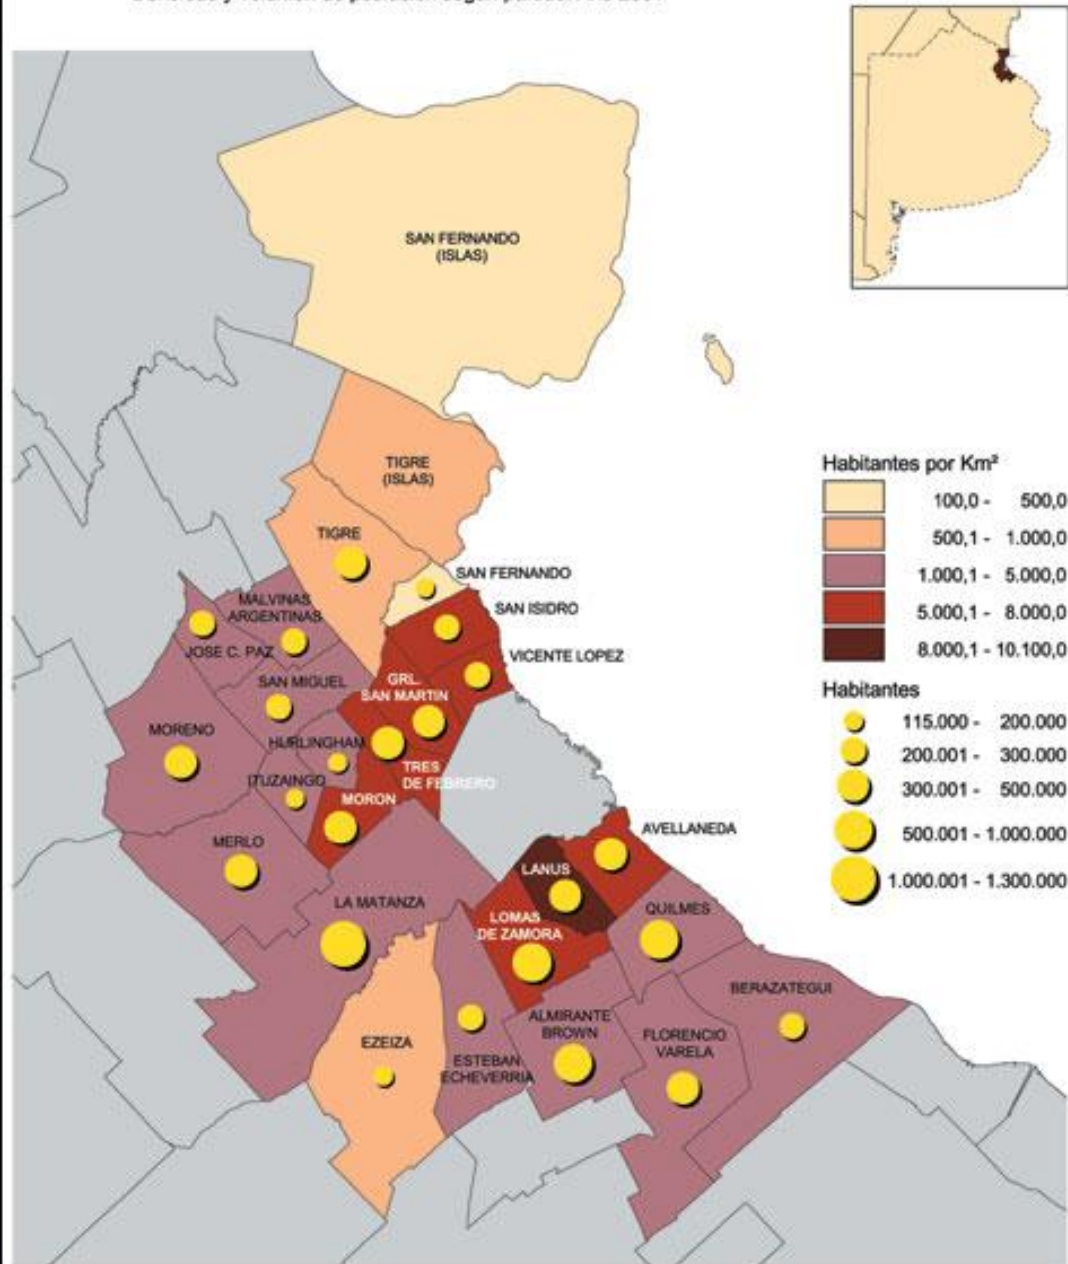 SAN FERNANDO
(ISLAS)
TIGRE
(ISLAS)
TIGRE
SAN FERNANDO
SAN ISIDRO
VICENTE LOPEZ
MALVINAS
ARGENTINAS
JOSE C. PAZ
SAN MIGUEL
GRL.
SAN MARTIN
MORENO
HURLINGHAM
ITUZAINGO
TRES
DE FEBRERO
MORON
MERLO
LA MATANZA
AVELLANEDA
LANUS
LOMAS
DE ZAMORA
QUILMES
BERAZATEGUI
EZEIZA
ESTEBAN
ECHEVERRIA
ALMIRANTE
BROWN
FLORENCIO
VARELA
Habitantes por Km²
100,0 - 500,0
500,1 - 1.000,0
1.000,1 - 5.000,0
5.000,1 - 8.000,0
8.000,1 - 10.100,0
Habitantes
115.000 - 200.000
200.001 - 300.000
300.001 - 500.000
500.001 - 1.000.000
1.000.001 - 1.300.000